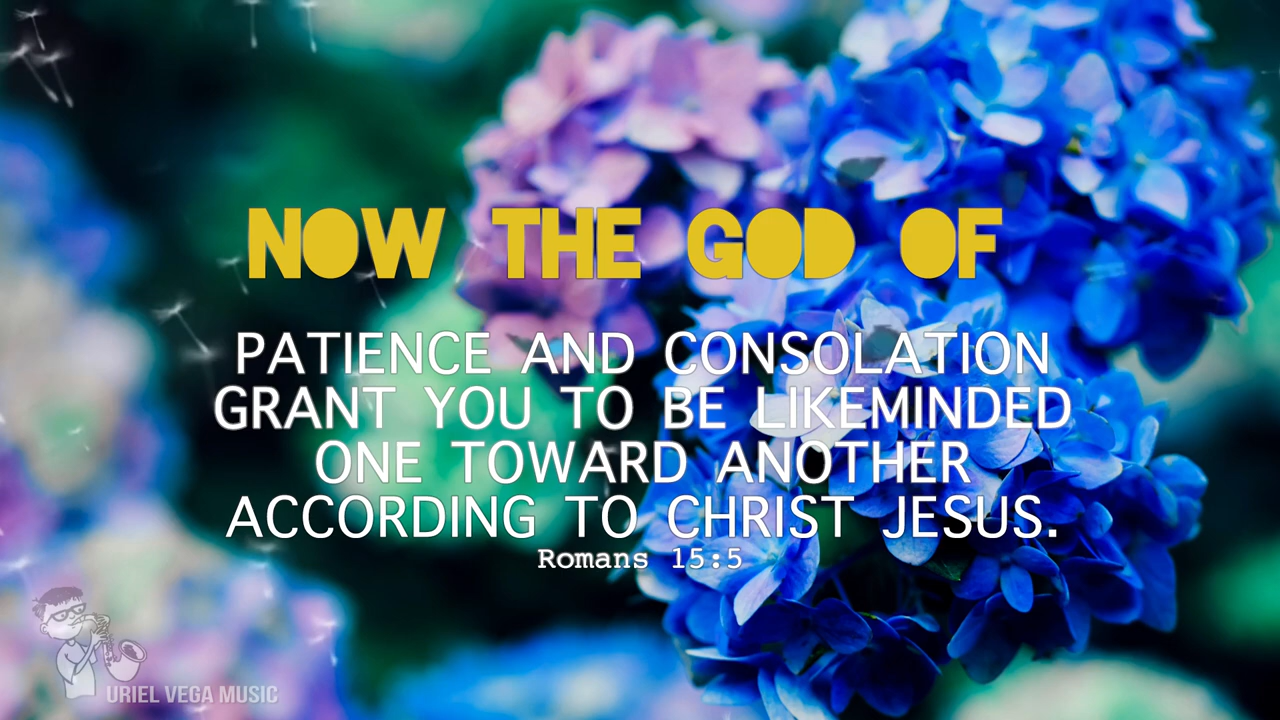 NOW THE GOD OF
PATIENCE AND CONSOLATION
GRANT YOU TO BE LIKEMINDED
ONE TOWARD ANOTHER
ACCORDING TO CHRIST JESUS.
Romans 15:5
URIEL VEGA MUSIC